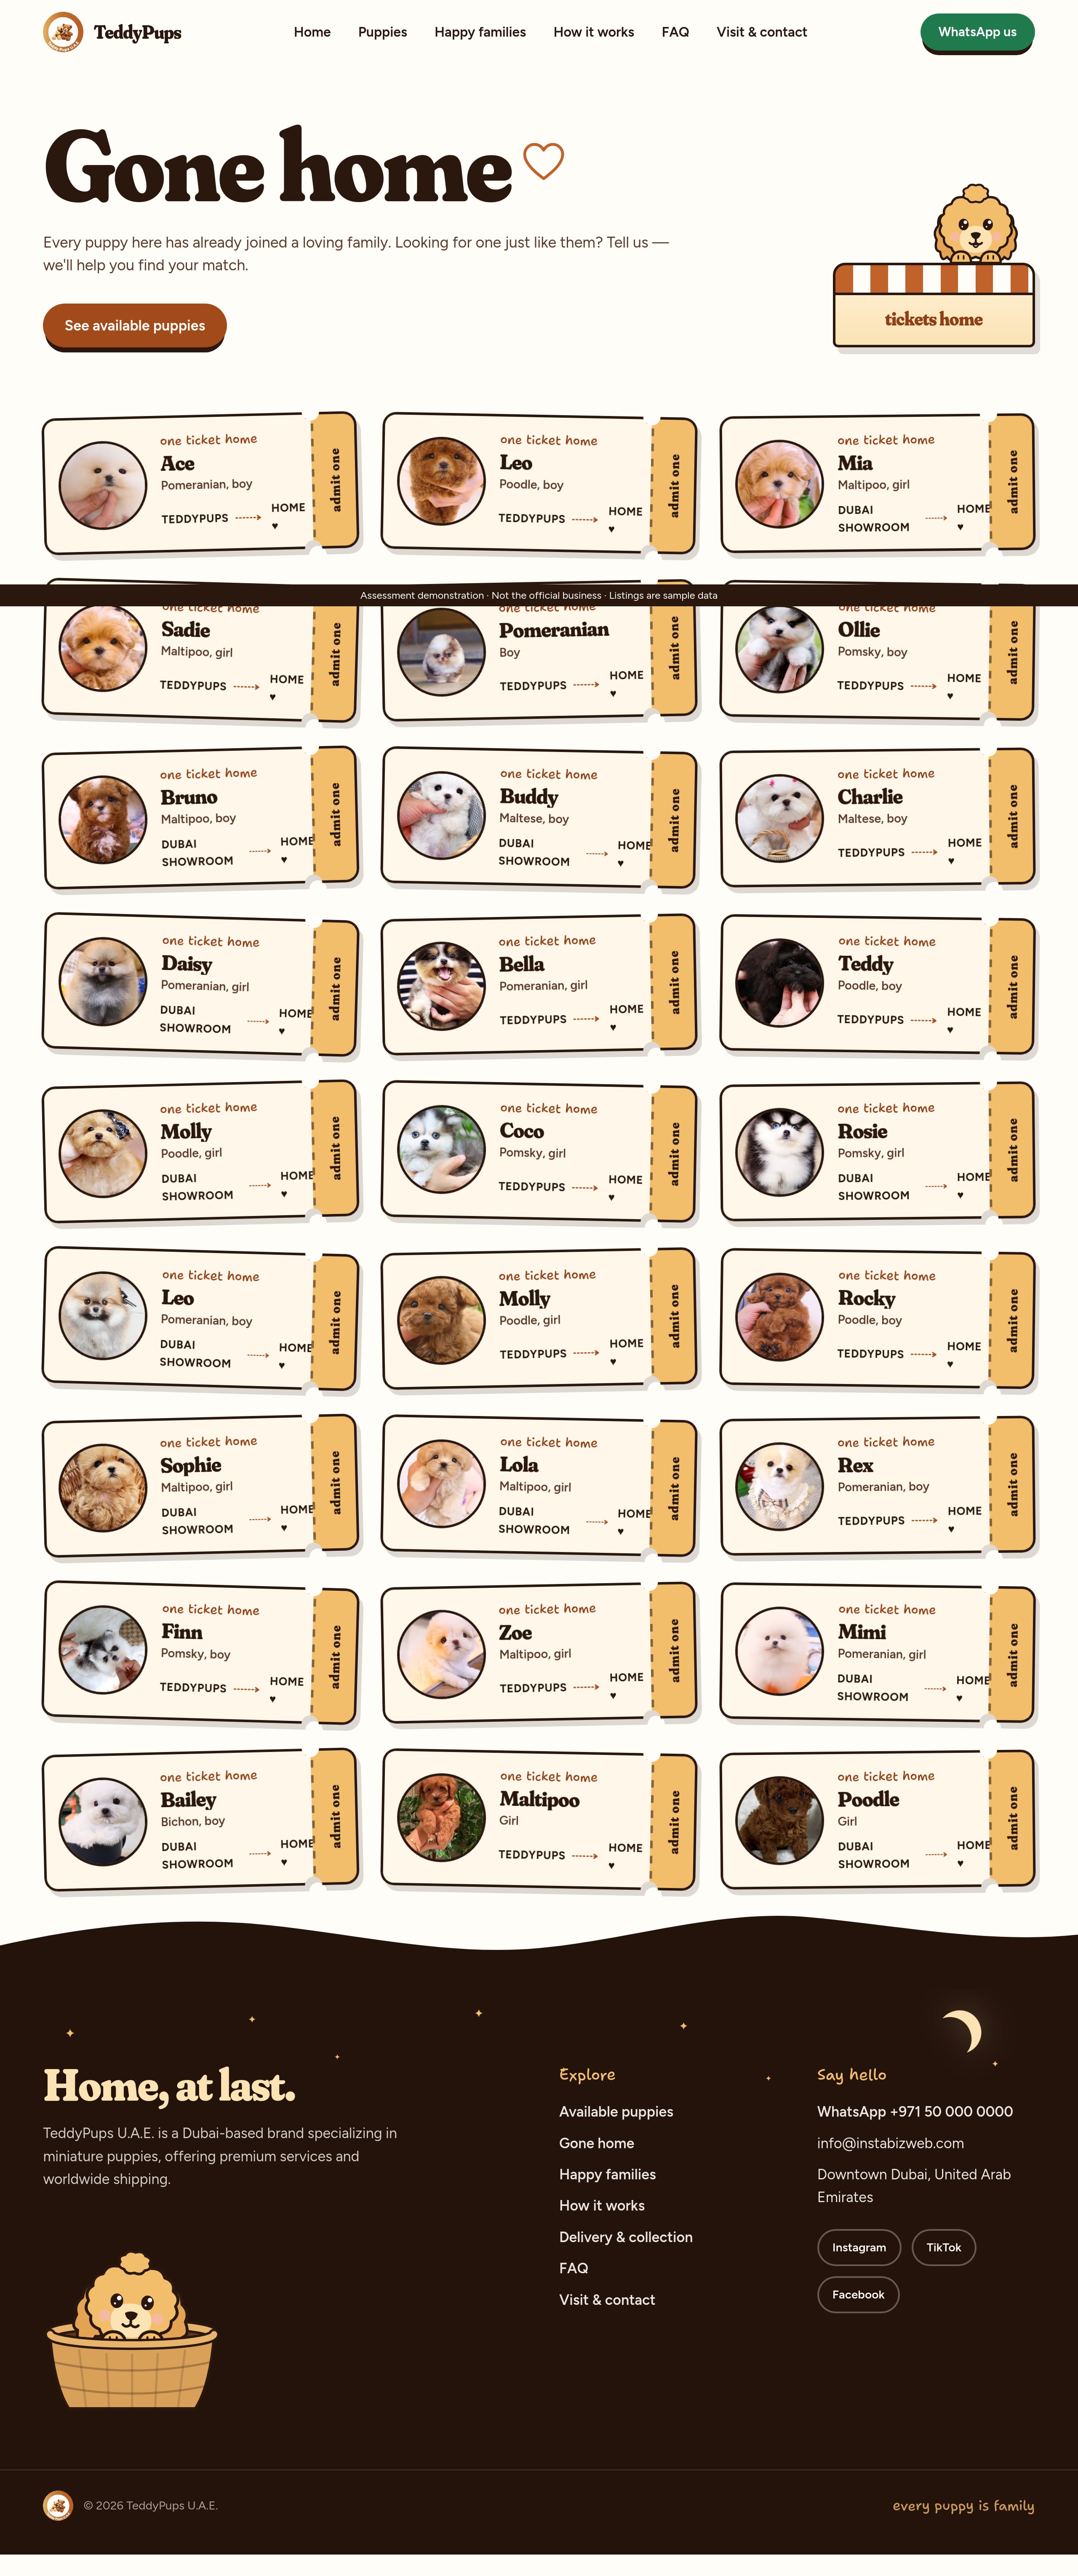 TeddyPups
Home Puppies Happy families How it works FAQ Visit & contact
WhatsApp us
Gone home
Every puppy here has already joined a loving family. Looking for one just like them? Tell us —
we'll help you find your match.
See available puppies
tickets home
one ticket home
Ace
Pomeranian, boy
TEDDYPUPS
HOME
♥
admit one
one ticket home
Leo
Poodle, boy
TEDDYPUPS
HOME
♥
admit one
one ticket home
Mia
Maltipoo, girl
DUBAI
SHOWROOM
HOME
♥
admit one
Assessment demonstration · Not the official business · Listings are sample data
one ticket home
Sadie
Maltipoo, girl
TEDDYPUPS
HOME
♥
admit one
Pomeranian
Boy
TEDDYPUPS
HOME
♥
admit one
one ticket home
Ollie
Pomsky, boy
TEDDYPUPS
HOME
♥
admit one
one ticket home
Bruno
Maltipoo, boy
DUBAI
SHOWROOM
HOME
♥
admit one
one ticket home
Buddy
Maltese, boy
DUBAI
SHOWROOM
HOME
♥
admit one
one ticket home
Charlie
Maltese, boy
TEDDYPUPS
HOME
♥
admit one
one ticket home
Daisy
Pomeranian, girl
DUBAI
SHOWROOM
HOME
♥
admit one
one ticket home
Bella
Pomeranian, girl
TEDDYPUPS
HOME
♥
admit one
one ticket home
Teddy
Poodle, boy
TEDDYPUPS
HOME
♥
admit one
one ticket home
Molly
Poodle, girl
DUBAI
SHOWROOM
HOME
♥
admit one
one ticket home
Coco
Pomsky, girl
TEDDYPUPS
HOME
♥
admit one
one ticket home
Rosie
Pomsky, girl
DUBAI
SHOWROOM
HOME
♥
admit one
one ticket home
Leo
Pomeranian, boy
DUBAI
SHOWROOM
HOME
♥
admit one
one ticket home
Molly
Poodle, girl
TEDDYPUPS
HOME
♥
admit one
one ticket home
Rocky
Poodle, boy
TEDDYPUPS
HOME
♥
admit one
one ticket home
Sophie
Maltipoo, girl
DUBAI
SHOWROOM
HOME
♥
admit one
one ticket home
Lola
Maltipoo, girl
DUBAI
SHOWROOM
HOME
♥
admit one
one ticket home
Rex
Pomeranian, boy
TEDDYPUPS
HOME
♥
admit one
one ticket home
Finn
Pomsky, boy
TEDDYPUPS
HOME
♥
admit one
one ticket home
Zoe
Maltipoo, girl
TEDDYPUPS
HOME
♥
admit one
one ticket home
Mimi
Pomeranian, girl
DUBAI
SHOWROOM
HOME
♥
admit one
one ticket home
Bailey
Bichon, boy
DUBAI
SHOWROOM
HOME
♥
admit one
one ticket home
Maltipoo
Girl
TEDDYPUPS
HOME
♥
admit one
one ticket home
Poodle
Girl
DUBAI
SHOWROOM
HOME
♥
admit one
Home, at last.
TeddyPups U.A.E. is a Dubai-based brand specializing in
miniature puppies, offering premium services and
worldwide shipping.
Explore
Available puppies
Gone home
Happy families
How it works
Delivery & collection
FAQ
Visit & contact
Say hello
WhatsApp +971 50 000 0000
info@instabizweb.com
Downtown Dubai, United Arab
Emirates
Instagram
TikTok
Facebook
© 2026 TeddyPups U.A.E.
every puppy is family